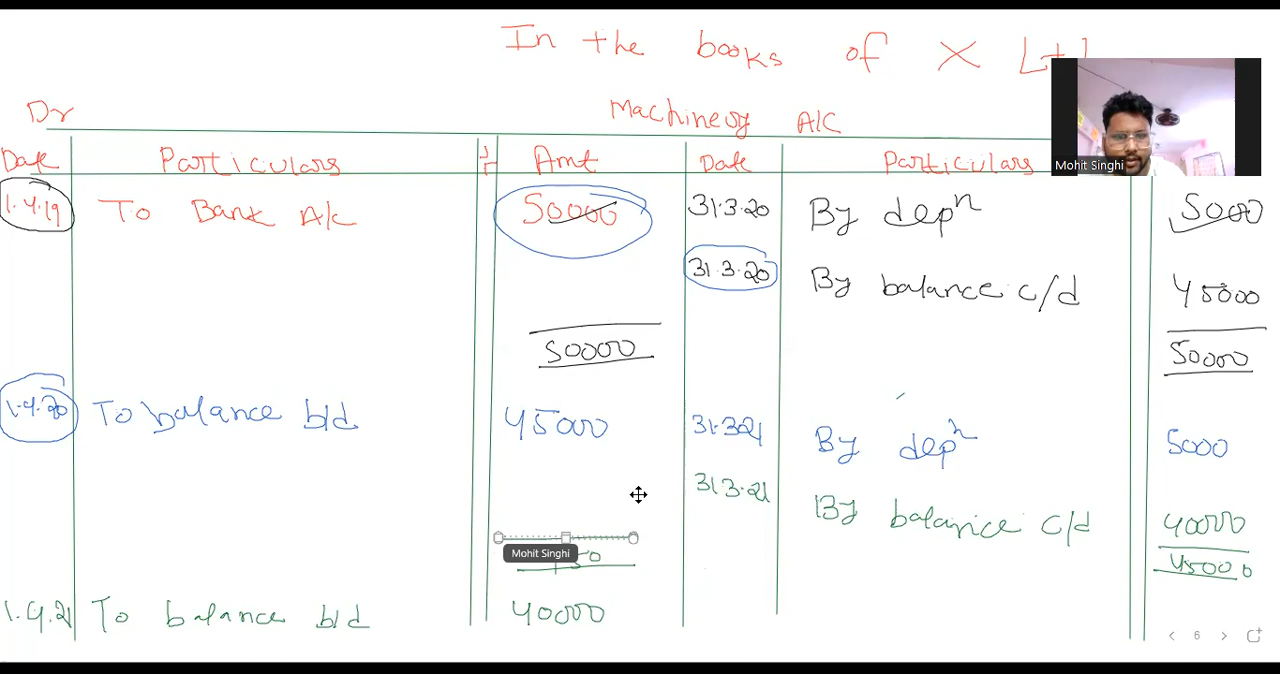 In the books of X Ltd
Dr Machinery A/C
Date Particulars J F Amt Date Particulars
1.4.19 To Bank A/c 50000 31.3.20 By depn 5000
31.3.20 By balance c/d 45000
50000 50000
1.4.20 To balance b/d 45000 31.3.21 By depn 5000
31.3.21 By balance c/d 40000
45000
1.4.21 To balance b/d 40000
Mohit Singhi
Mohit Singhi
6